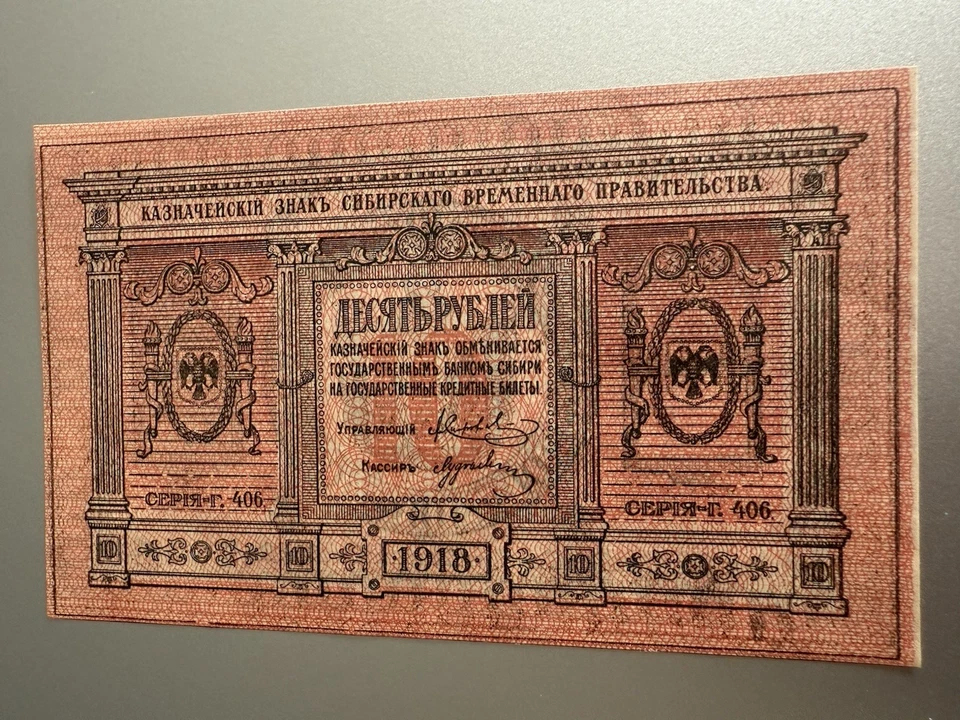 КАЗНАЧЕЙСКІЙ ЗНАКЪ СИБИРСКАГО ВРЕМЕННАГО ПРАВИТЕЛЬСТВА.
ДЕСЯТЬ РУБЛЕЙ
КАЗНАЧЕЙСКІЙ ЗНАКЪ ОБМѢНИВАЕТСЯ
ГОСУДАРСТВЕННЫМЪ БАНКОМЪ СИБИРИ
НА ГОСУДАРСТВЕННЫЕ КРЕДИТНЫЕ БИЛЕТЫ.
УПРАВЛЯЮЩІЙ
КАССИРЪ
СЕРІЯ-Г. 406.
СЕРІЯ-Г. 406.
10
10
·1918·
10
10